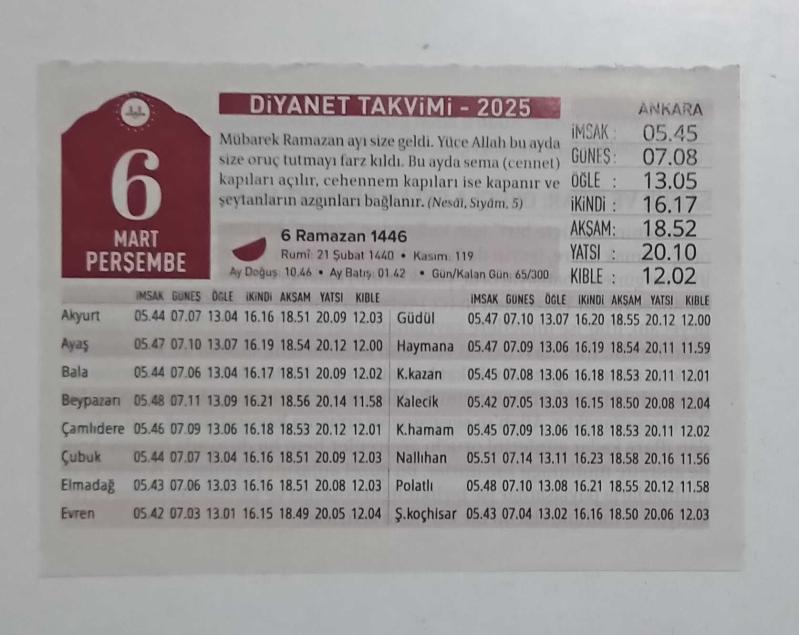 DİYANET TAKVİMİ - 2025
6
MART
PERŞEMBE
Mübarek Ramazan ayı size geldi. Yüce Allah bu ayda
size oruç tutmayı farz kıldı. Bu ayda sema (cennet)
kapıları açılır, cehennem kapıları ise kapanır ve
şeytanların azgınları bağlanır. (Nesâî, Sıyâm, 5)
6 Ramazan 1446
Rumî: 21 Şubat 1440 • Kasım: 119
Ay Doğuş: 10.46 • Ay Batış: 01.42 • Gün/Kalan Gün: 65/300
ANKARA
İMSAK : 05.45
GÜNEŞ : 07.08
ÖĞLE : 13.05
İKİNDİ : 16.17
AKŞAM: 18.52
YATSI : 20.10
KIBLE : 12.02
İMSAK GÜNEŞ ÖĞLE İKİNDİ AKŞAM YATSI KIBLE
Akyurt 05.44 07.07 13.04 16.16 18.51 20.09 12.03
Ayaş 05.47 07.10 13.07 16.19 18.54 20.12 12.00
Bala 05.44 07.06 13.04 16.17 18.51 20.09 12.02
Beypazarı 05.48 07.11 13.09 16.21 18.56 20.14 11.58
Çamlıdere 05.46 07.09 13.06 16.18 18.53 20.12 12.01
Çubuk 05.44 07.07 13.04 16.16 18.51 20.09 12.03
Elmadağ 05.43 07.06 13.03 16.16 18.51 20.08 12.03
Evren 05.42 07.03 13.01 16.15 18.49 20.05 12.04
İMSAK GÜNEŞ ÖĞLE İKİNDİ AKŞAM YATSI KIBLE
Güdül 05.47 07.10 13.07 16.20 18.55 20.12 12.00
Haymana 05.47 07.09 13.06 16.19 18.54 20.11 11.59
K.kazan 05.45 07.08 13.06 16.18 18.53 20.11 12.01
Kalecik 05.42 07.05 13.03 16.15 18.50 20.08 12.04
K.hamam 05.45 07.09 13.06 16.18 18.53 20.11 12.02
Nallıhan 05.51 07.14 13.11 16.23 18.58 20.16 11.56
Polatlı 05.48 07.10 13.08 16.21 18.55 20.12 11.58
Ş.koçhisar 05.43 07.04 13.02 16.16 18.50 20.06 12.03